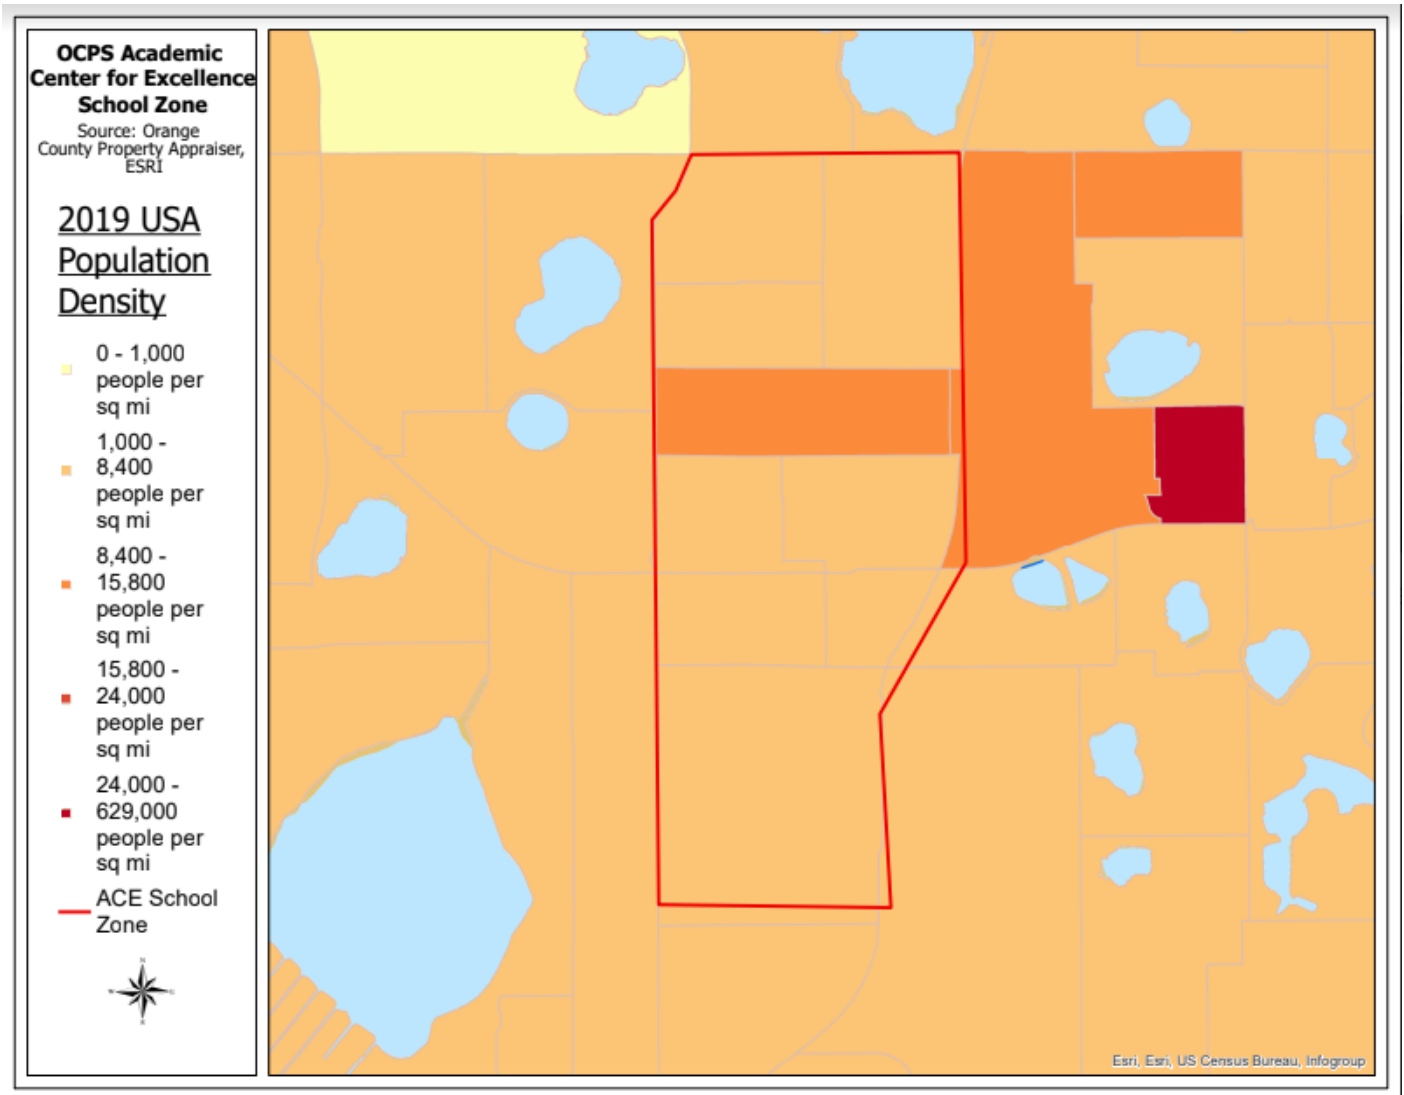 OCPS Academic
Center for Excellence
School Zone
Source: Orange
County Property Appraiser,
ESRI
2019 USA
Population
Density
0 - 1,000
people per
sq mi
1,000 -
8,400
people per
sq mi
8,400 -
15,800
people per
sq mi
15,800 -
24,000
people per
sq mi
24,000 -
629,000
people per
sq mi
ACE School
Zone
N
W
Esri, Esri, US Census Bureau, Infogroup